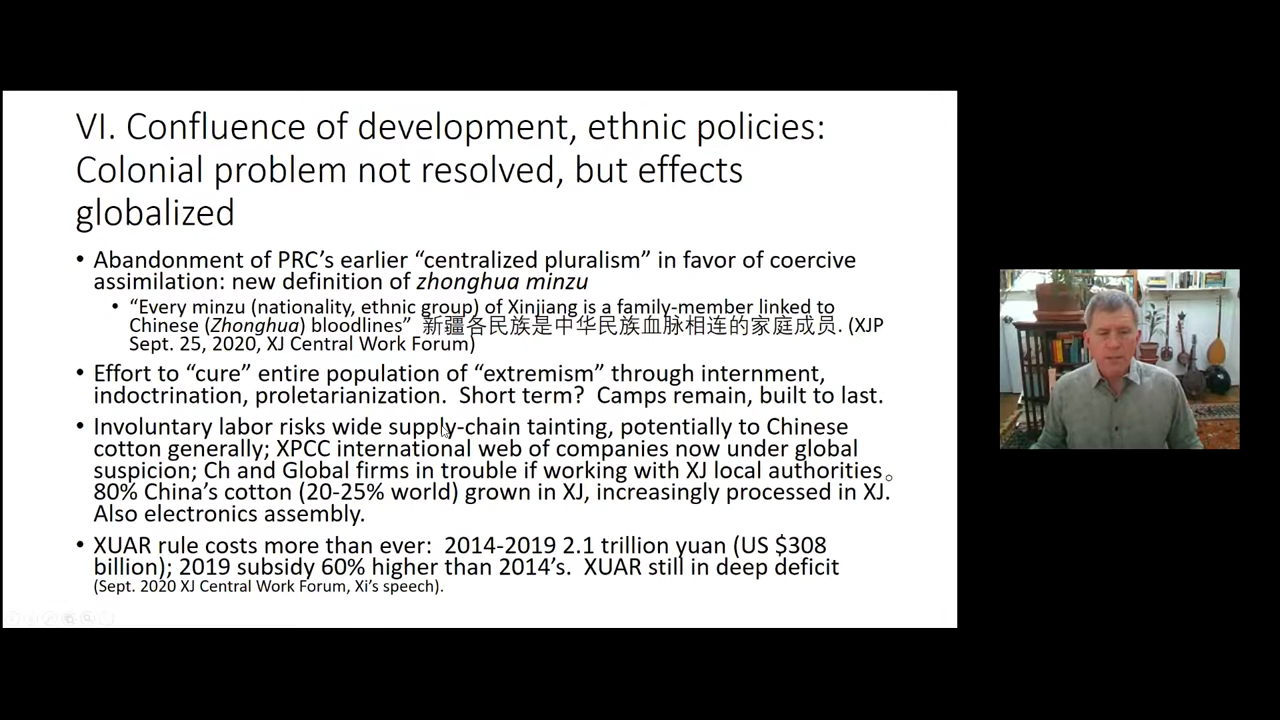 VI. Confluence of development, ethnic policies:
Colonial problem not resolved, but effects
globalized
• Abandonment of PRC’s earlier “centralized pluralism” in favor of coercive
assimilation: new definition of zhonghua minzu
• “Every minzu (nationality, ethnic group) of Xinjiang is a family-member linked to
Chinese (Zhonghua) bloodlines” 新疆各民族是中华民族血脉相连的家庭成员. (XJP
Sept. 25, 2020, XJ Central Work Forum)
• Effort to “cure” entire population of “extremism” through internment,
indoctrination, proletarianization. Short term? Camps remain, built to last.
• Involuntary labor risks wide supply-chain tainting, potentially to Chinese
cotton generally; XPCC international web of companies now under global
suspicion; Ch and Global firms in trouble if working with XJ local authorities。
80% China’s cotton (20-25% world) grown in XJ, increasingly processed in XJ.
Also electronics assembly.
• XUAR rule costs more than ever: 2014-2019 2.1 trillion yuan (US $308
billion); 2019 subsidy 60% higher than 2014’s. XUAR still in deep deficit
(Sept. 2020 XJ Central Work Forum, Xi’s speech).